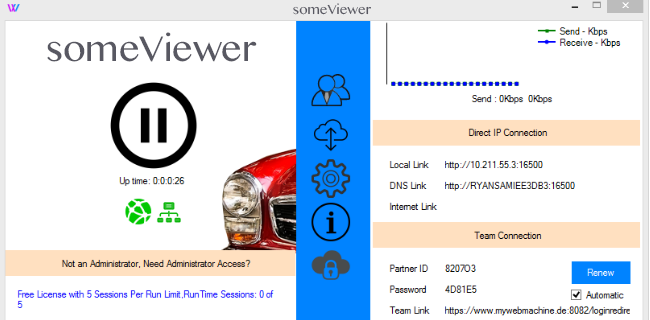 someViewer
someViewer
Up time: 0:0:0:26
Not an Administrator, Need Administrator Access?
Free License with 5 Sessions Per Run Limit,RunTime Sessions: 0 of
5
Send - Kbps
Receive - Kbps
Send : 0Kbps 0Kbps
Direct IP Connection
Local Link http://10.211.55.3:16500
DNS Link http://RYANSAMIEE3DB3:16500
Internet Link
Team Connection
Partner ID 820703
Renew
Password 4D81E5
Automatic
Team Link https://www.mywebmachine.de:8082/loginredire